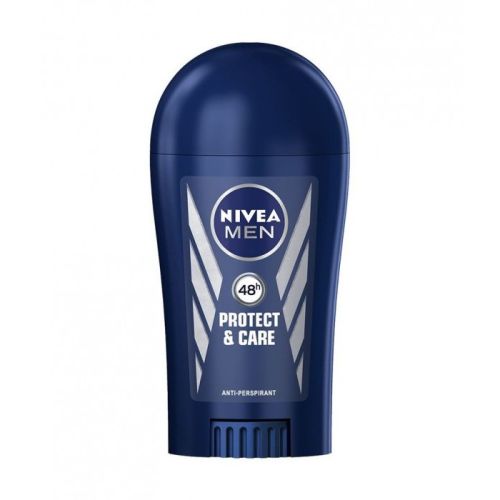 NIVEA
MEN
48h
PROTECT
& CARE
ANTI-PERSPIRANT